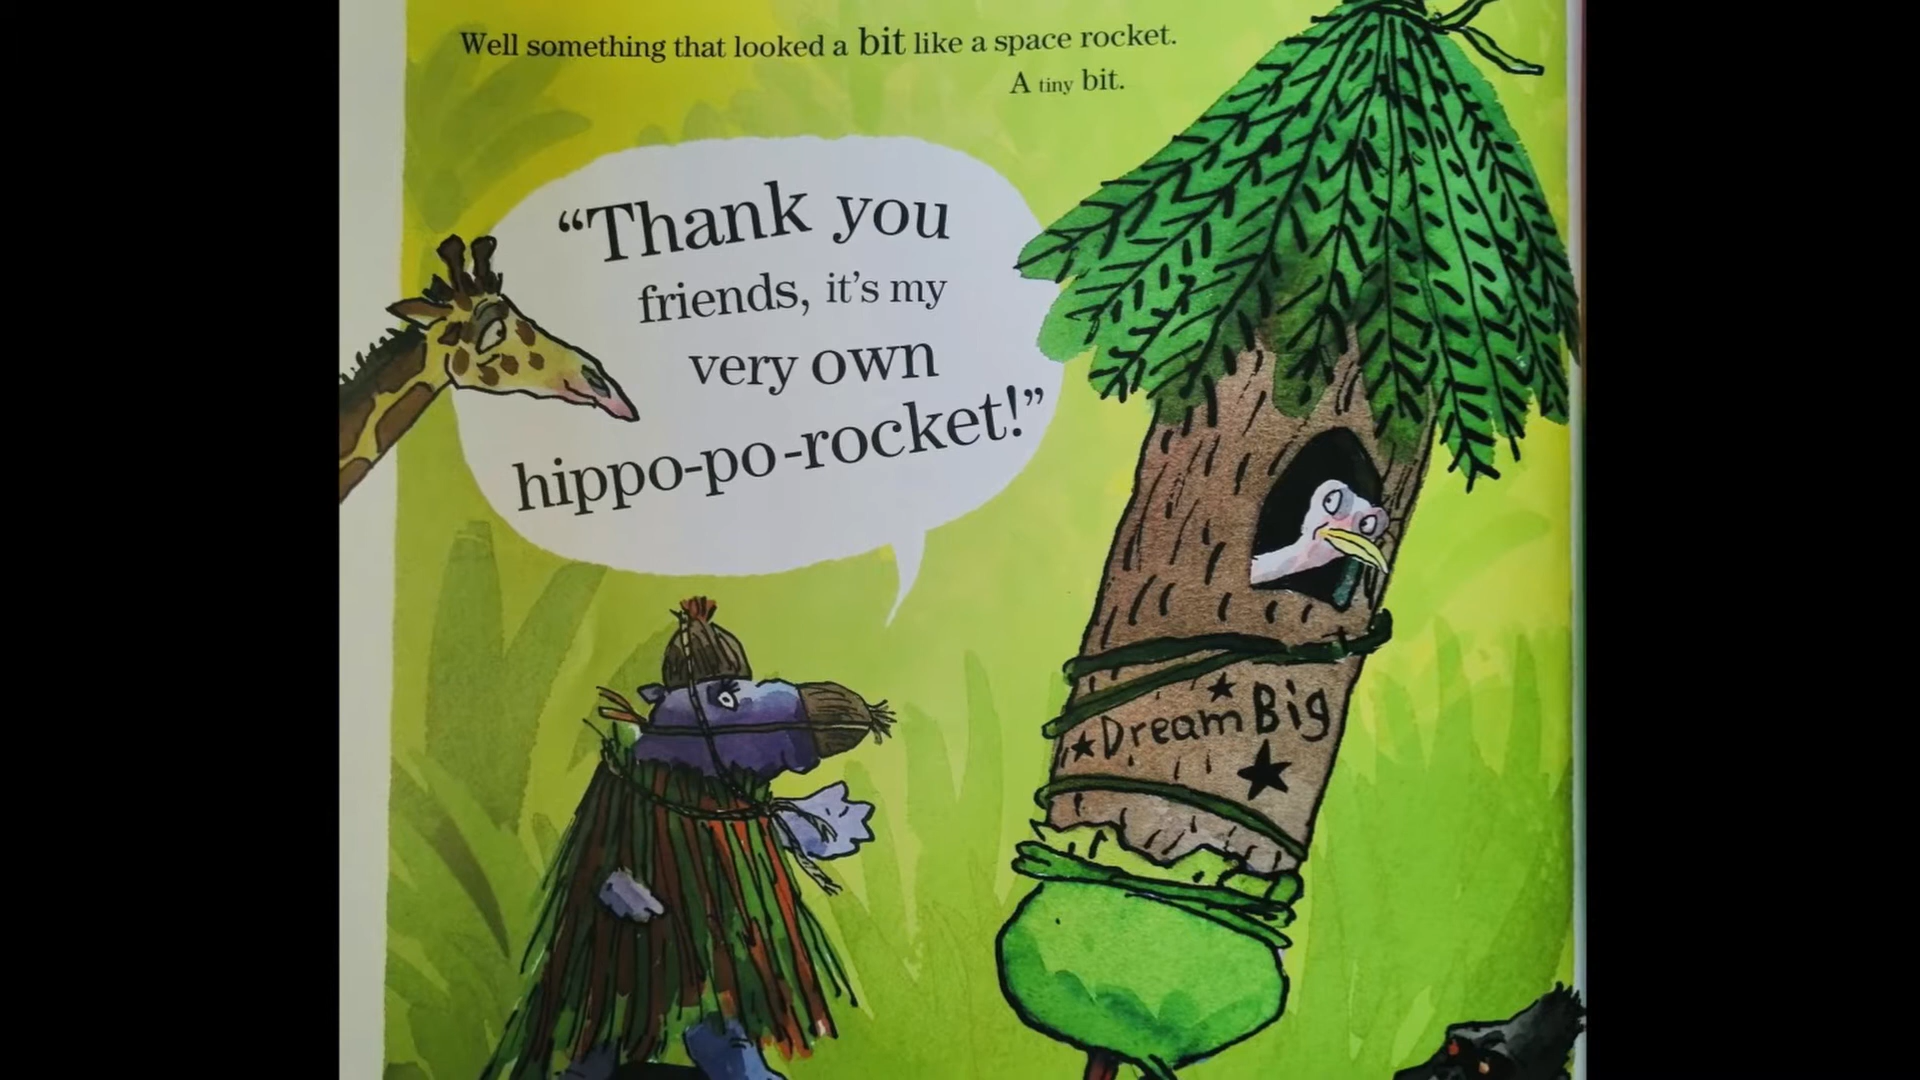 Well something that looked a bit like a space rocket.
A tiny bit.
“Thank you
friends, it’s my
very own
hippo-po-rocket!”
Dream Big